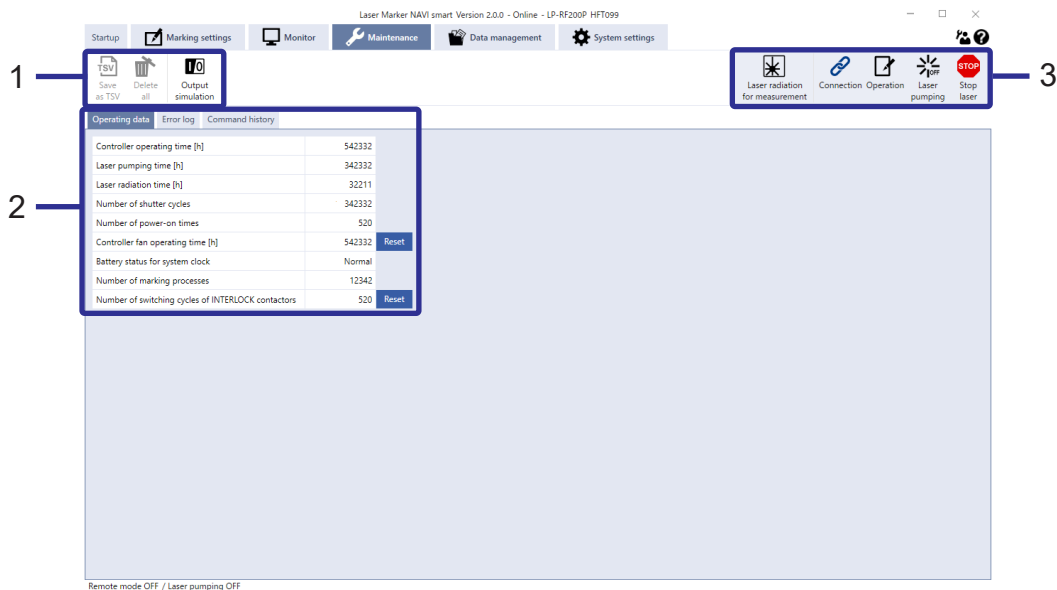 Laser Marker NAVI smart Version 2.0.0 - Online - LP-RF200P HFT099
Startup Marking settings Monitor Maintenance Data management System settings
1
TSV
Save as TSV
Delete all
Output simulation
Laser radiation for measurement
Connection
Operation
OFF
Laser pumping
STOP
Stop laser
3
2
Operating data Error log Command history
Controller operating time [h] 542332
Laser pumping time [h] 342332
Laser radiation time [h] 32211
Number of shutter cycles 342332
Number of power-on times 520
Controller fan operating time [h] 542332 Reset
Battery status for system clock Normal
Number of marking processes 12342
Number of switching cycles of INTERLOCK contactors 520 Reset
Remote mode OFF / Laser pumping OFF